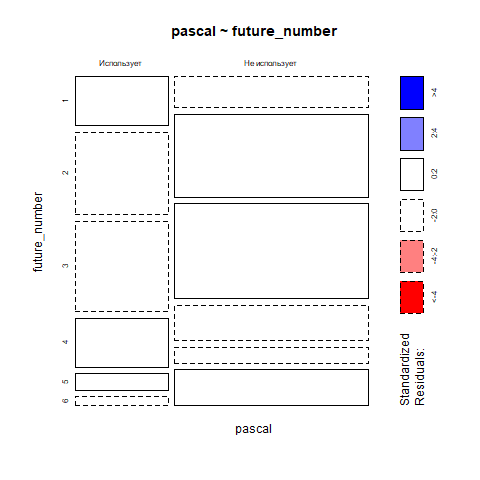 pascal ~ future_number
Использует
Не использует
1
2
3
4
5
6
future_number
pascal
>4
2:4
0:2
-2:0
-4:-2
<-4
Standardized
Residuals: